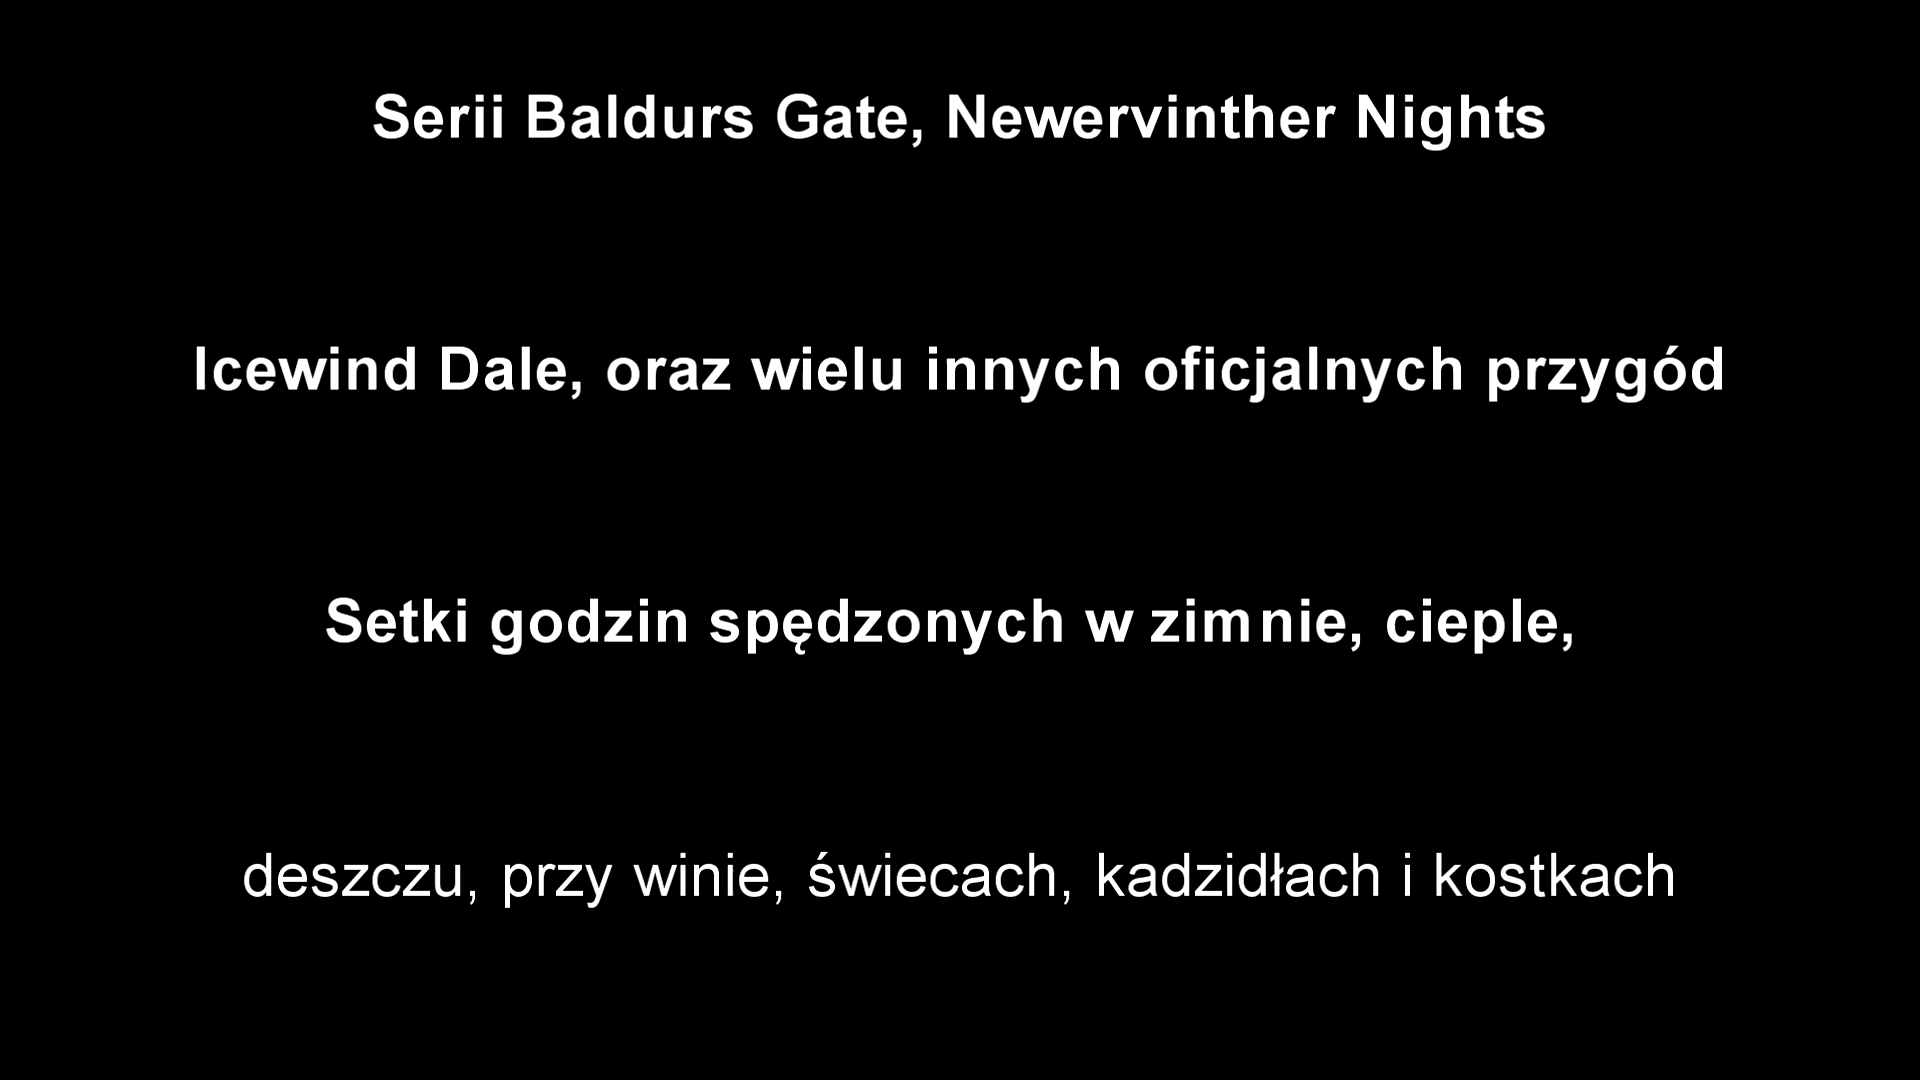 Serii Baldurs Gate, Newervinther Nights
Icewind Dale, oraz wielu innych oficjalnych przygód
Setki godzin spędzonych w zimnie, cieple,
deszczu, przy winie, świecach, kadzidłach i kostkach